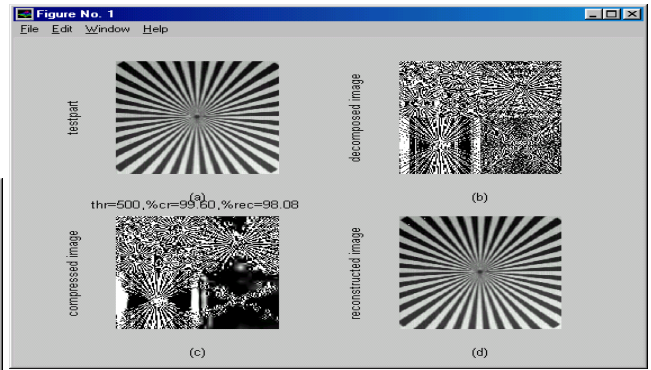 Figure No. 1
File Edit Window Help
testpart
decomposed image
(a)
(b)
thr=500,%cr=99.60,%rec=98.08
compressed image
reconstructed image
(c)
(d)